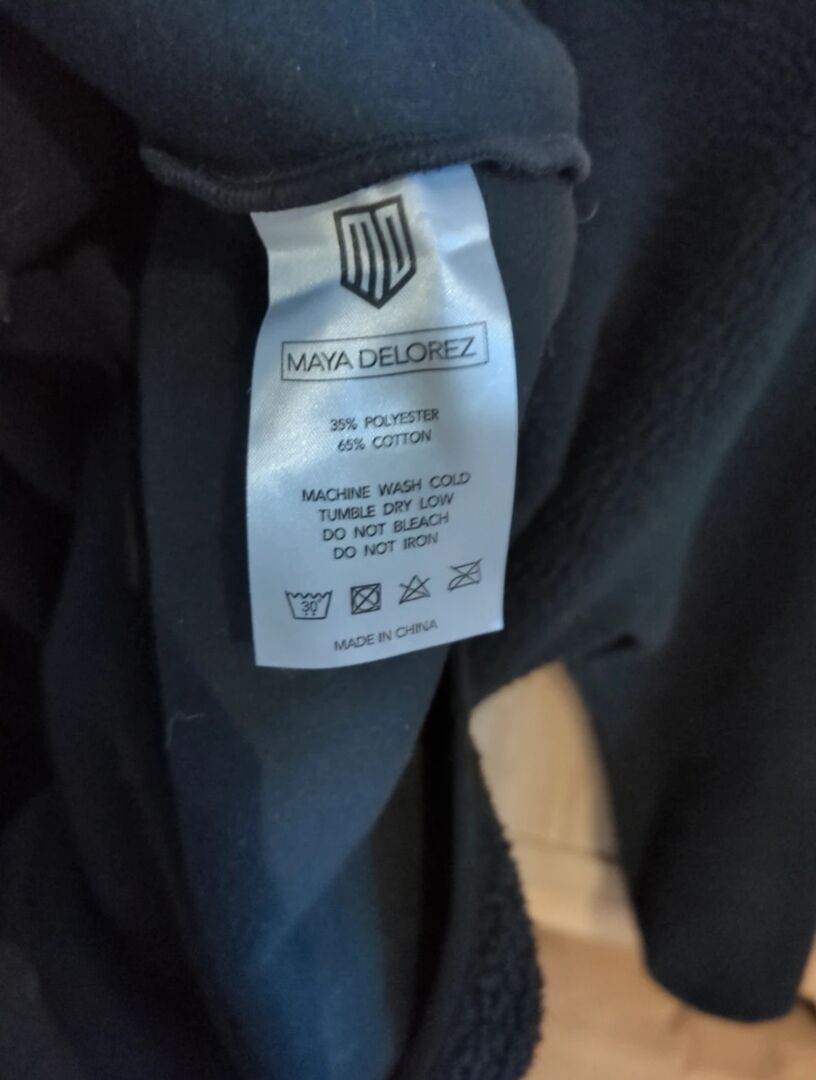 MD
MAYA DELOREZ
35% POLYESTER
65% COTTON
MACHINE WASH COLD
TUMBLE DRY LOW
DO NOT BLEACH
DO NOT IRON
30°
MADE IN CHINA